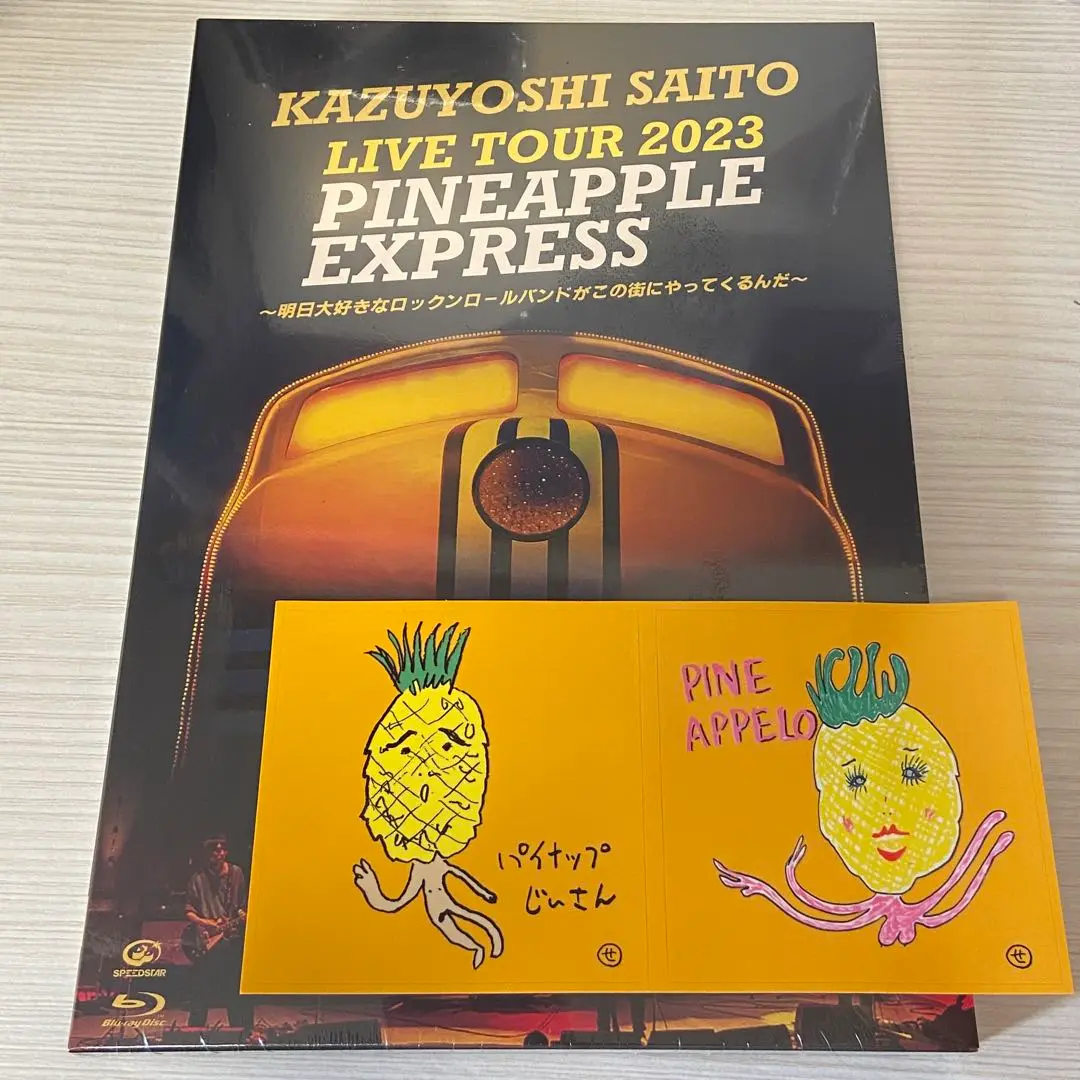 KAZUYOSHI SAITO
LIVE TOUR 2023
PINEAPPLE
EXPRESS
〜明日大好きなロックンロールバンドがこの街にやってくるんだ〜
PINE
APPELO
パイナップ
じいさん
せ
せ
SPEEDSTAR
Blu-ray Disc